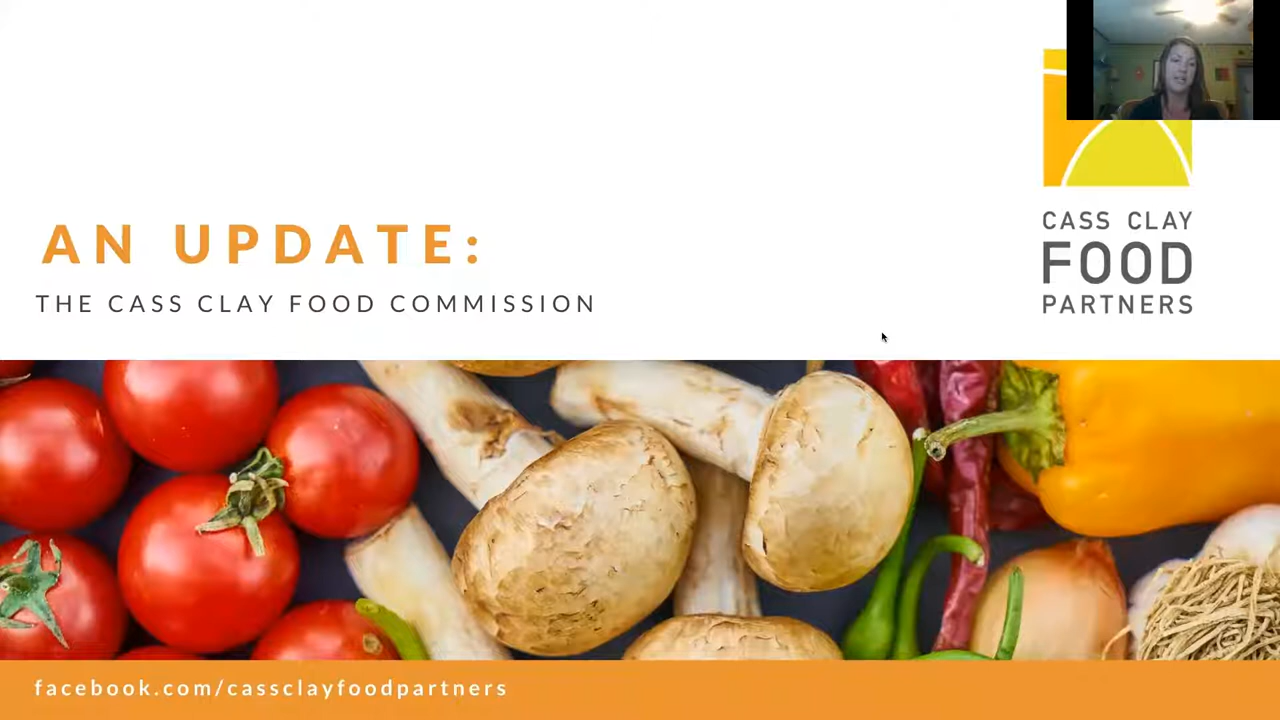 AN UPDATE:
THE CASS CLAY FOOD COMMISSION
CASS CLAY
FOOD
PARTNERS
facebook.com/cassclayfoodpartners